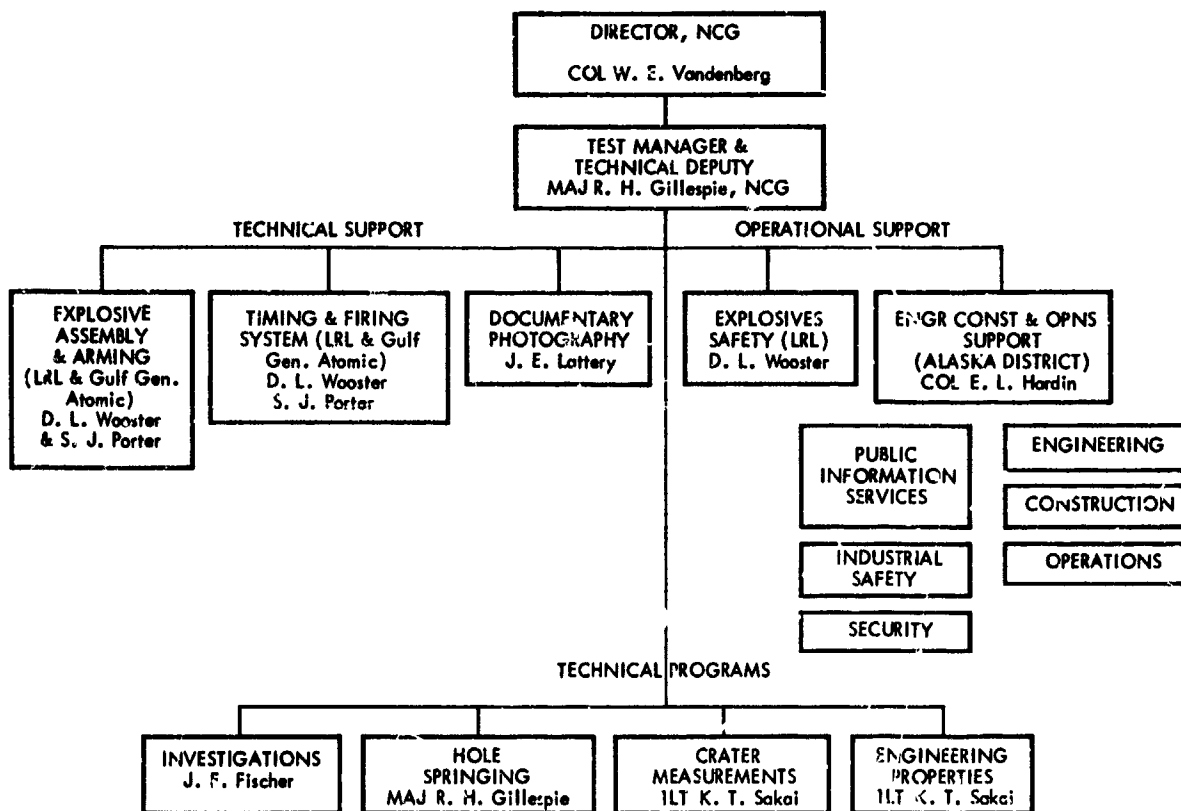 DIRECTOR, NCG
COL W. E. Vandenberg
TEST MANAGER &
TECHNICAL DEPUTY
MAJ R. H. Gillespie, NCG
TECHNICAL SUPPORT
OPERATIONAL SUPPORT
EXPLOSIVE
ASSEMBLY
& ARMING
(LRL & Gulf Gen.
Atomic)
D. L. Wooster
& S. J. Porter
TIMING & FIRING
SYSTEM (LRL & Gulf
Gen. Atomic)
D. L. Wooster
S. J. Porter
DOCUMENTARY
PHOTOGRAPHY
J. E. Lattery
EXPLOSIVES
SAFETY (LRL)
D. L. Wooster
ENGR CONST & OPNS
SUPPORT
(ALASKA DISTRICT)
COL E. L. Hardin
PUBLIC
INFORMATION
SERVICES
INDUSTRIAL
SAFETY
SECURITY
ENGINEERING
CONSTRUCTION
OPERATIONS
TECHNICAL PROGRAMS
INVESTIGATIONS
J. F. Fischer
HOLE
SPRINGING
MAJ R. H. Gillespie
CRATER
MEASUREMENTS
1LT K. T. Sakai
ENGINEERING
PROPERTIES
1LT K. T. Sakai